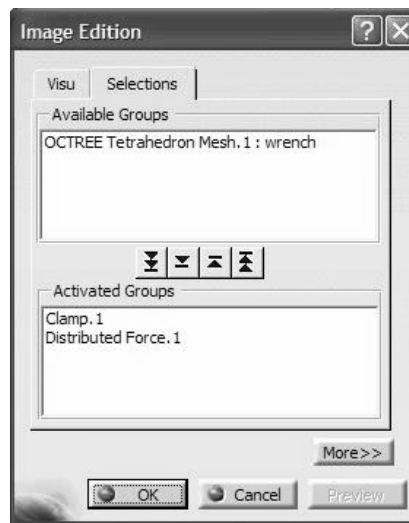 Image Edition
Visu Selections
Available Groups
OCTREE Tetrahedron Mesh.1 : wrench
Activated Groups
Clamp.1
Distributed Force.1
More>>
OK Cancel Preview